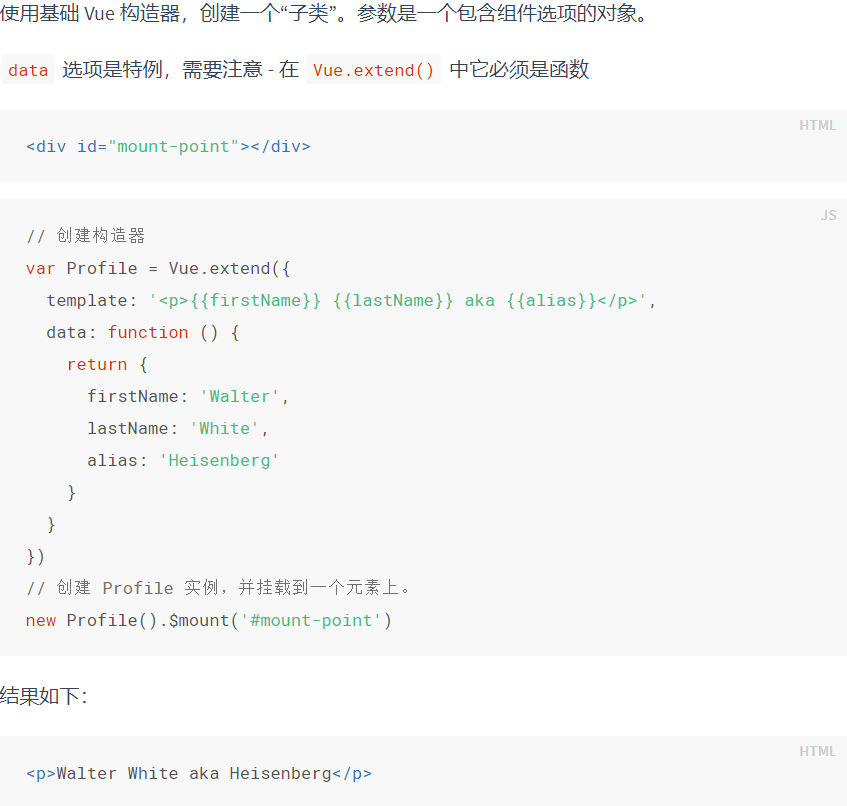 使用基础 Vue 构造器，创建一个“子类”。参数是一个包含组件选项的对象。
data 选项是特例，需要注意 - 在 Vue.extend() 中它必须是函数
HTML
<div id="mount-point"></div>
JS
// 创建构造器
var Profile = Vue.extend({
  template: '<p>{{firstName}} {{lastName}} aka {{alias}}</p>',
  data: function () {
    return {
      firstName: 'Walter',
      lastName: 'White',
      alias: 'Heisenberg'
    }
  }
})
// 创建 Profile 实例，并挂载到一个元素上。
new Profile().$mount('#mount-point')
结果如下：
HTML
<p>Walter White aka Heisenberg</p>